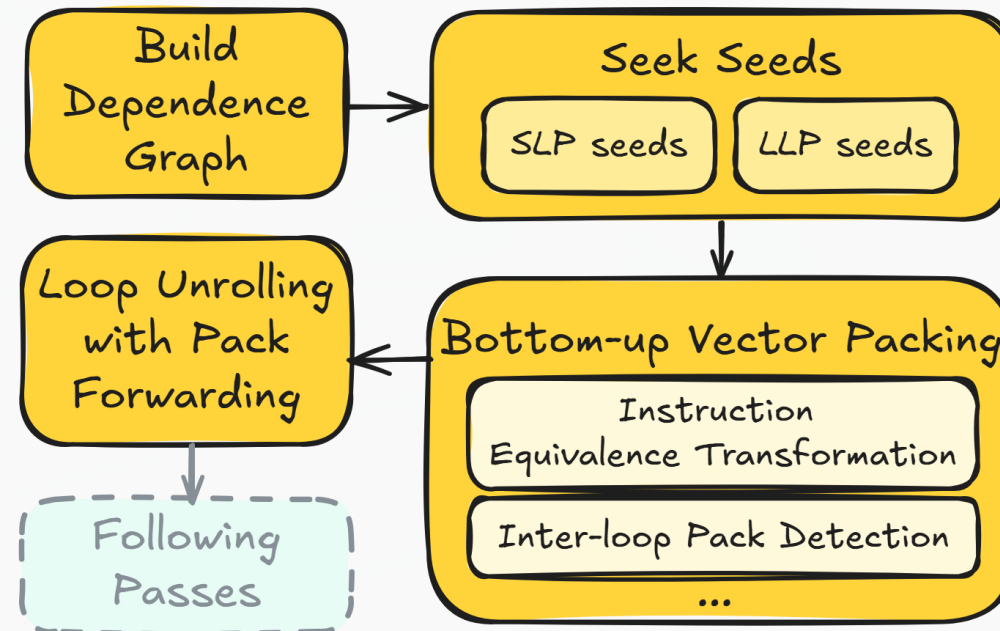 Build
Dependence
Graph
Seek Seeds
SLP seeds
LLP seeds
Bottom-up Vector Packing
Instruction
Equivalence Transformation
Inter-loop Pack Detection
...
Loop Unrolling
with Pack
Forwarding
Following
Passes